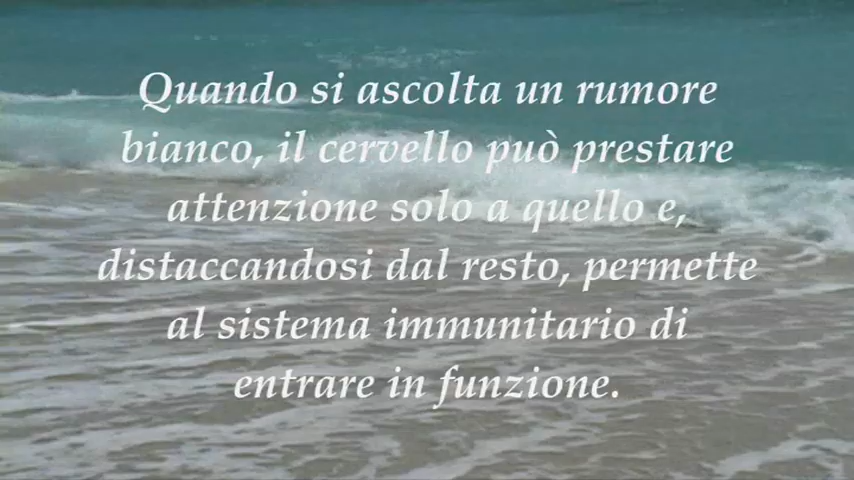 Quando si ascolta un rumore
bianco, il cervello può prestare
attenzione solo a quello e,
distaccandosi dal resto, permette
al sistema immunitario di
entrare in funzione.